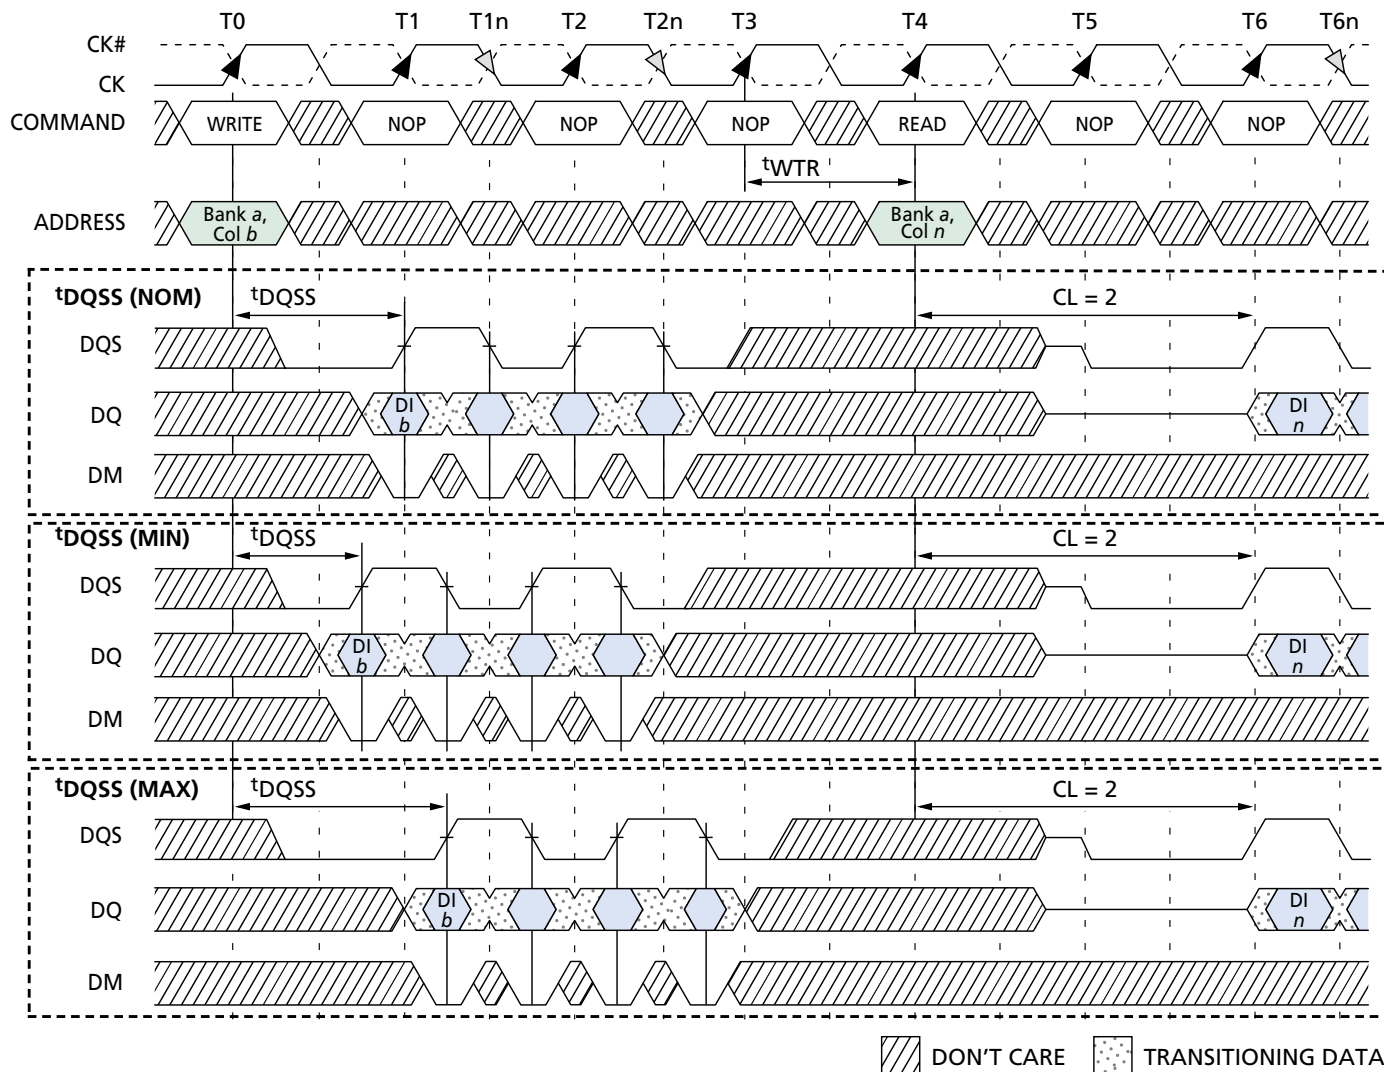 T0 T1 T1n T2 T2n T3 T4 T5 T6 T6n
CK#
CK
COMMAND WRITE NOP NOP NOP READ NOP NOP
tWTR
ADDRESS Bank a, Col b Bank a, Col n
tDQSS (NOM) tDQSS CL = 2
DQS
DQ DI b DI n
DM
tDQSS (MIN) tDQSS CL = 2
DQS
DQ DI b DI n
DM
tDQSS (MAX) tDQSS CL = 2
DQS
DQ DI b DI n
DM
DON'T CARE TRANSITIONING DATA